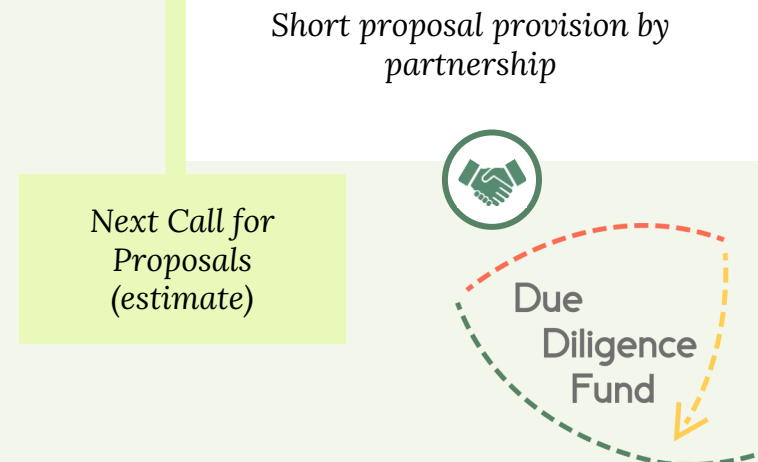 Short proposal provision by
partnership
Next Call for
Proposals
(estimate)
Due
Diligence
Fund